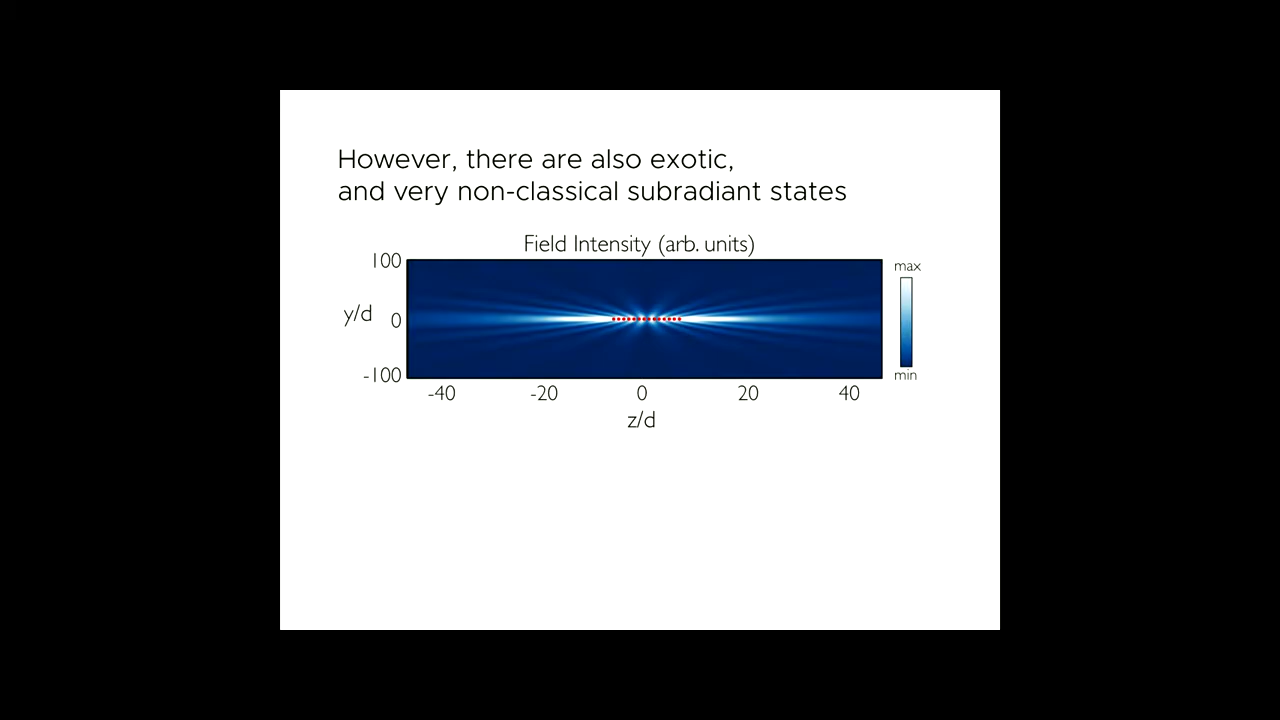 However, there are also exotic,
and very non-classical subradiant states
Field Intensity (arb. units)
100
max
y/d
0
-100
min
-40
-20
0
20
40
z/d